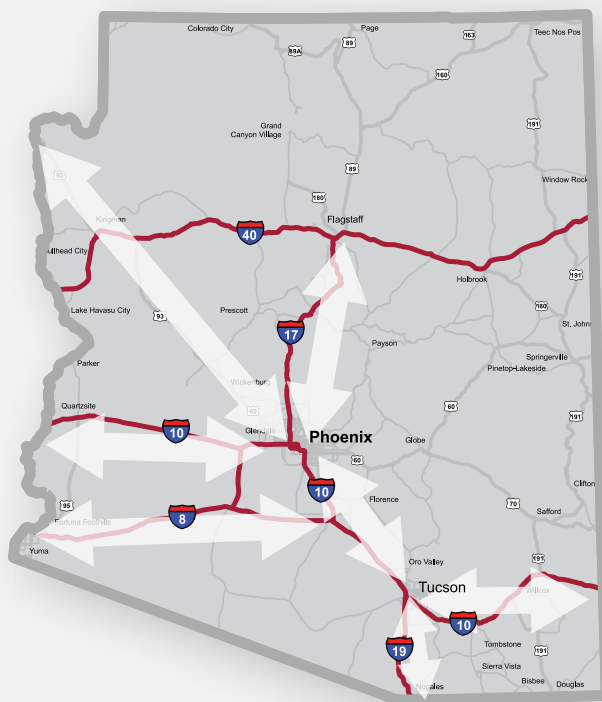 Colorado City
Page
163
Teec Nos Pos
89
89A
160
191
Grand
Canyon Village
89
93
180
Window Rock
Kingman
Flagstaff
40
ullhead City
Holbrook
191
180
Lake Havasu City
Prescott
93
St. Johns
17
Payson
Springerville
Parker
Pinetop-Lakeside
Wickenburg
Quartzsite
60
60
191
10
Glendale
Phoenix
Globe
60
Clifton
10
Florence
95
70
Safford
8
Fortuna Foothills
Yuma
191
Oro Valley
Tucson
Willcox
10
Tombstone
19
191
Sierra Vista
Bisbee
Douglas
Nogales